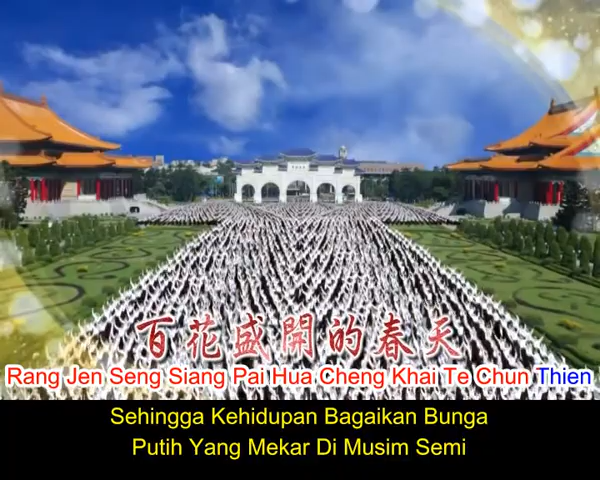 百花盛開的春天
Rang Jen Seng Siang Pai Hua Cheng Khai Te Chun Thien
Sehingga Kehidupan Bagaikan Bunga
Putih Yang Mekar Di Musim Semi